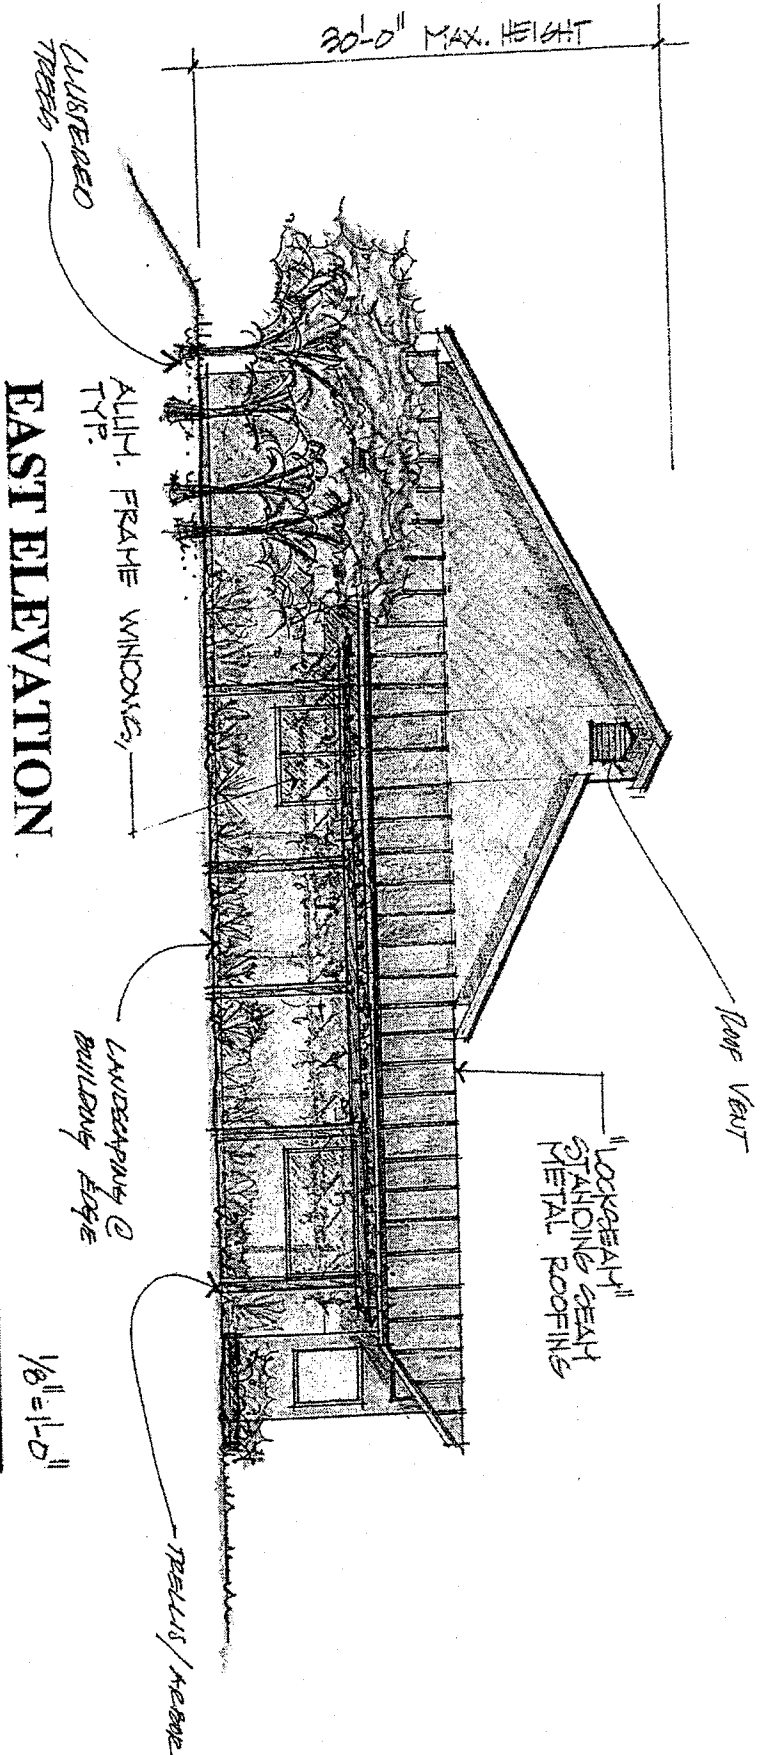 30'-0" MAX. HEIGHT
ROOF VENT
"LOCKSEAM"
STANDING SEAM
METAL ROOFING
CLUSTERED
TREES
ALUM. FRAME WINDOWS,
TYP.
LANDSCAPING @
BUILDING EDGE
TRELLIS / ARBOR
EAST ELEVATION
1/8" = 1'-0"